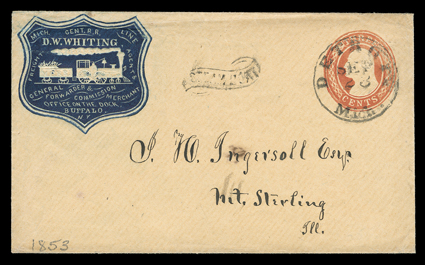 MICH. CENT. R.R. LINE
D.W. WHITING
FREIGHT AGENT
GENERAL
FORWARDER &
COMMISSION MERCHANT
OFFICE ON THE DOCK,
BUFFALO.
STEAMBOAT
DETROIT
SEP
MICH.
CENTS
J. H. Ingersoll Esq.
Mt. Sterling
Ill.
1853